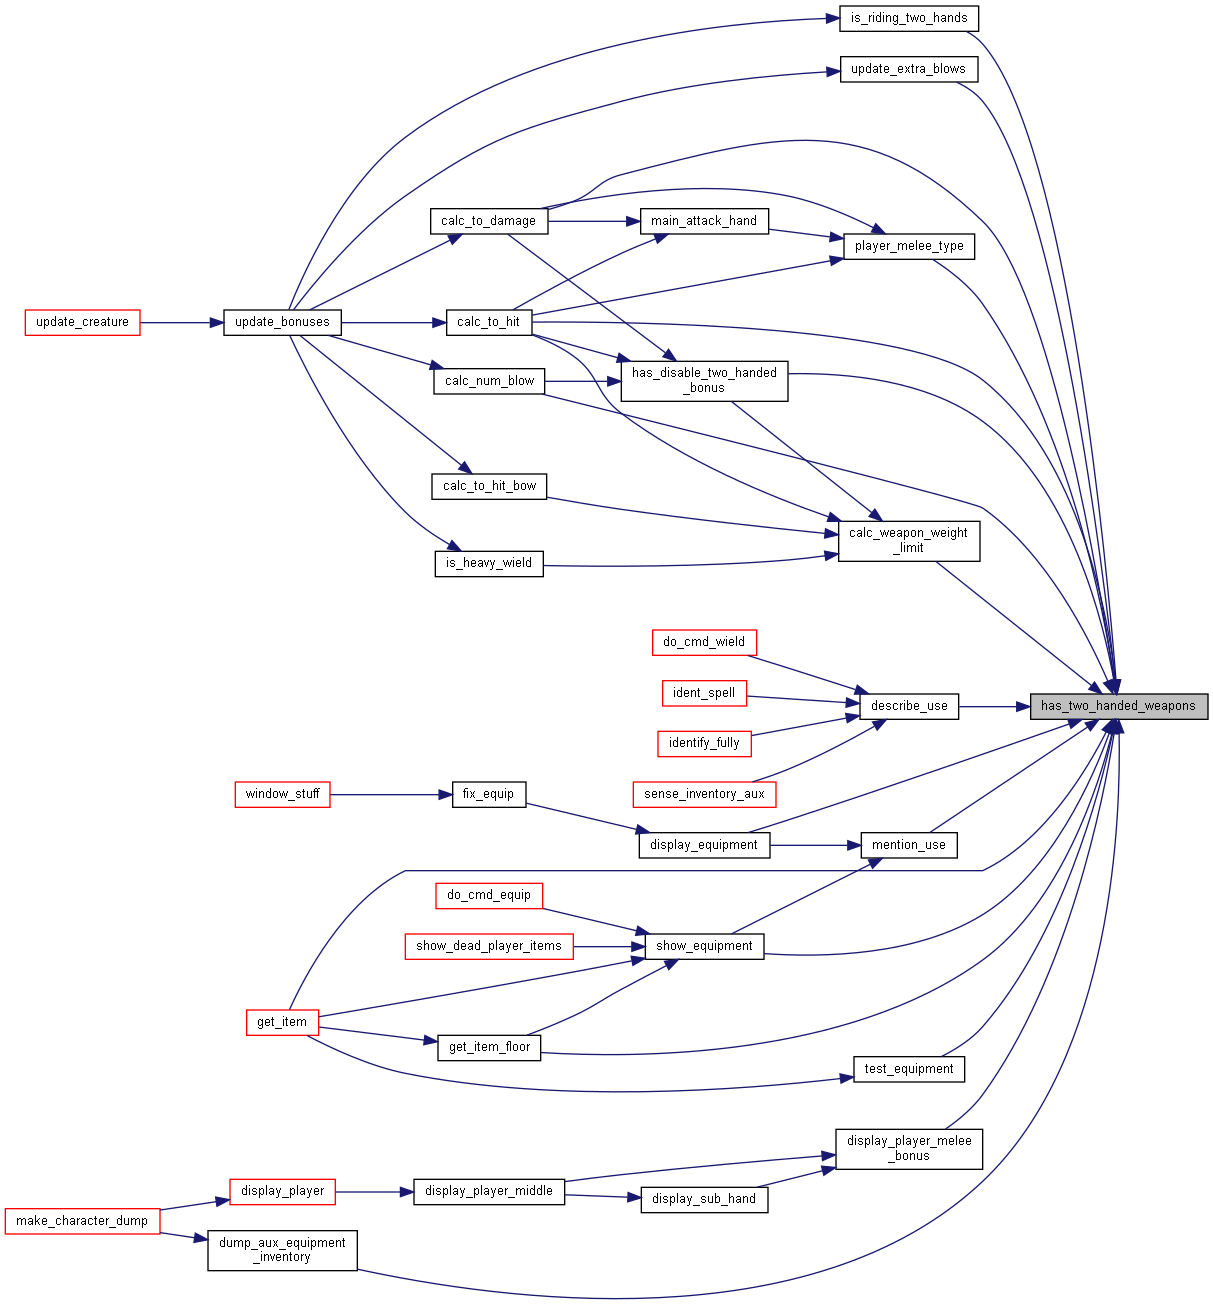 is_riding_two_hands
update_extra_blows
calc_to_damage
main_attack_hand
player_melee_type
update_creature
update_bonuses
calc_to_hit
has_disable_two_handed
_bonus
calc_num_blow
calc_to_hit_bow
calc_weapon_weight
_limit
is_heavy_wield
do_cmd_wield
ident_spell
describe_use
has_two_handed_weapons
identify_fully
sense_inventory_aux
window_stuff
fix_equip
display_equipment
mention_use
do_cmd_equip
show_dead_player_items
show_equipment
get_item
get_item_floor
test_equipment
display_player_melee
_bonus
display_player
display_player_middle
display_sub_hand
make_character_dump
dump_aux_equipment
_inventory